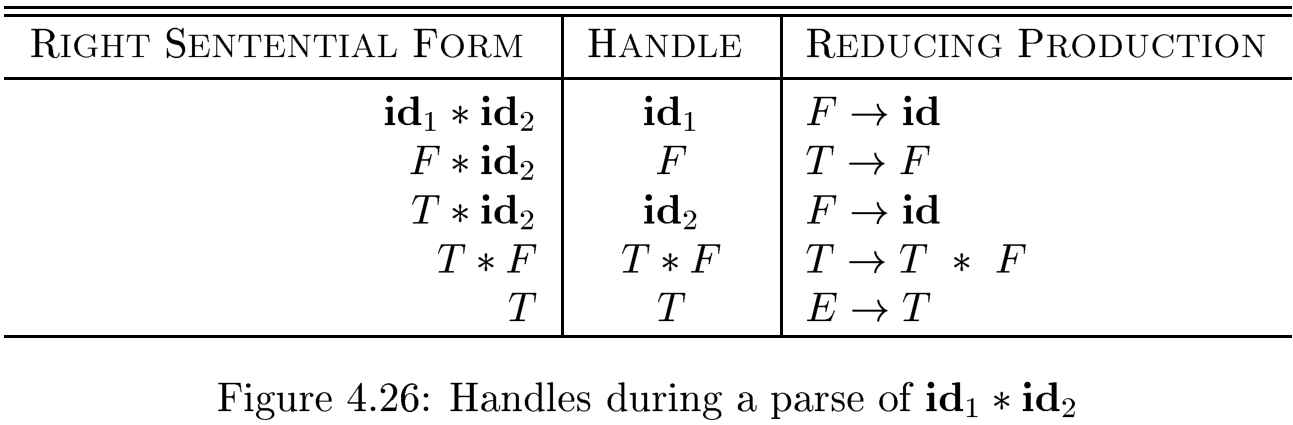 RIGHT SENTENTIAL FORM HANDLE REDUCING PRODUCTION
id₁ * id₂ id₁ F → id
F * id₂ F T → F
T * id₂ id₂ F → id
T * F T * F T → T * F
T T E → T
Figure 4.26: Handles during a parse of id₁ * id₂